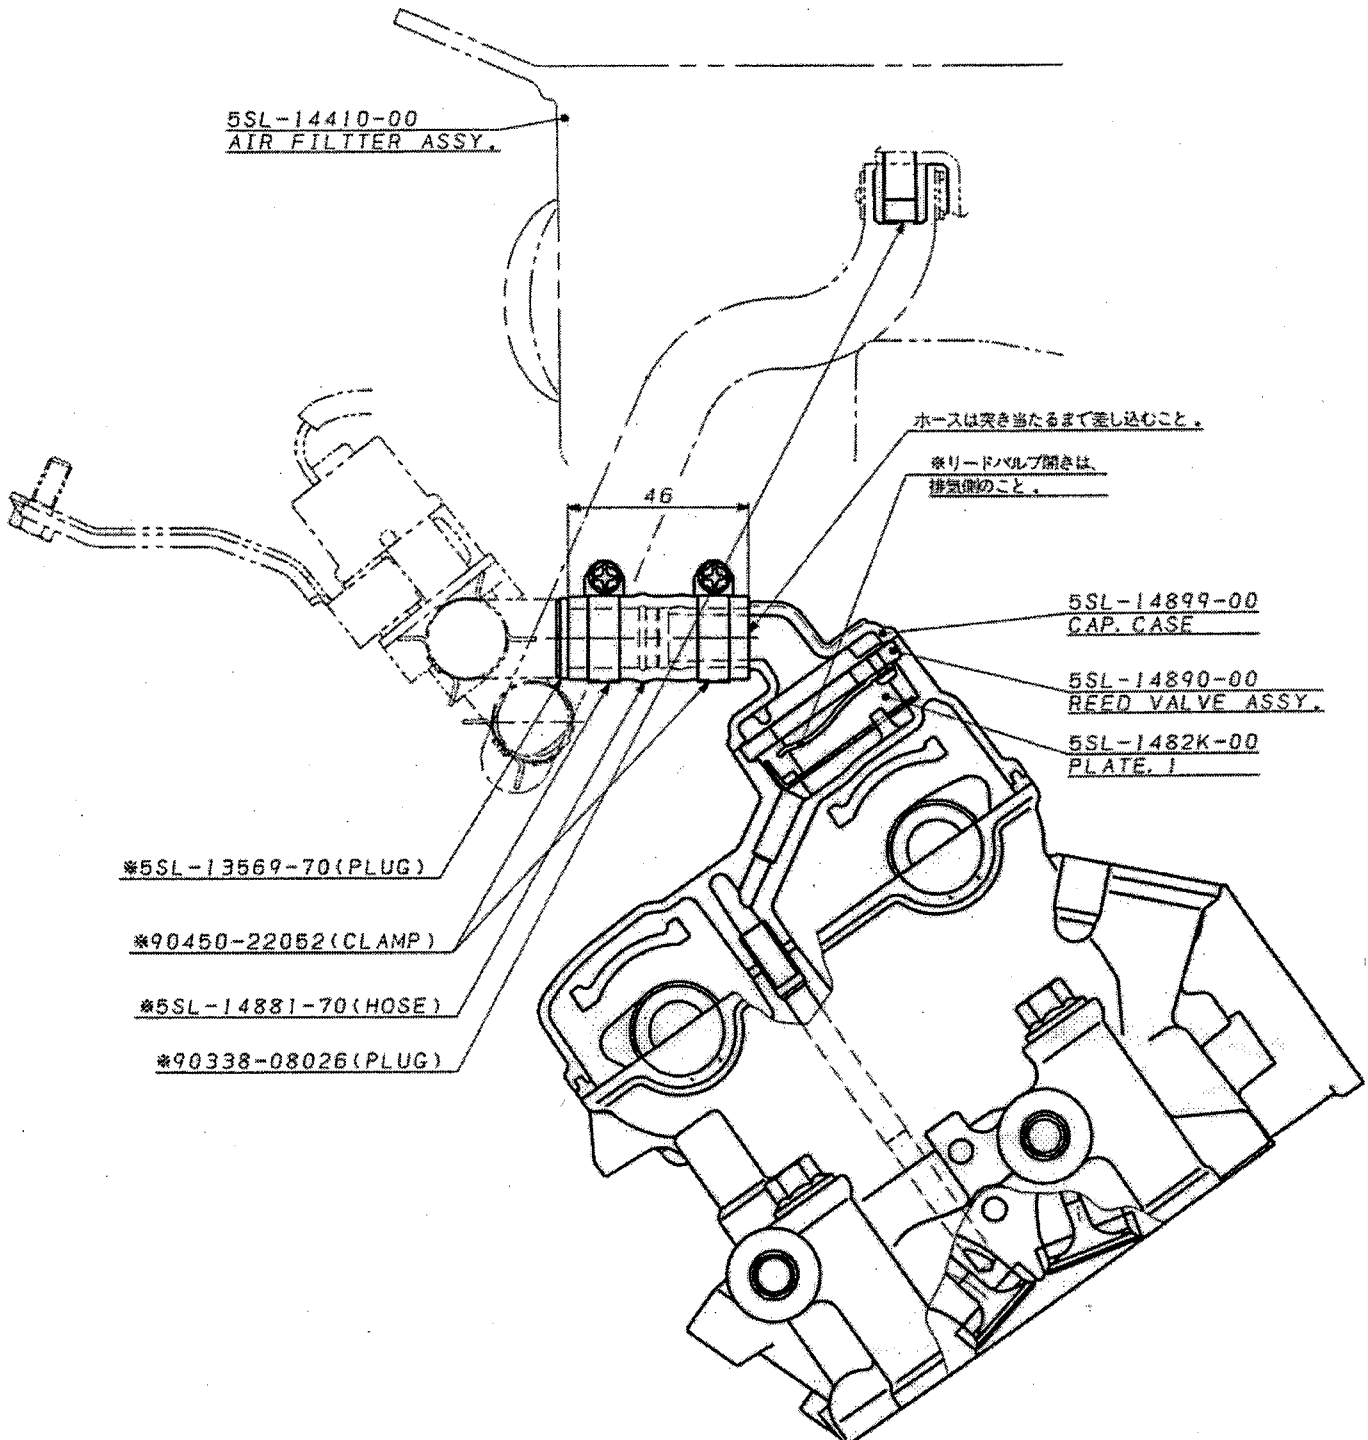 5SL-14410-00
AIR FILTTER ASSY.
ホースは突き当たるまで差し込むこと.
※リードバルブ開きは、
排気側のこと.
46
5SL-14899-00
CAP. CASE
5SL-14890-00
REED VALVE ASSY.
5SL-1482K-00
PLATE. 1
※5SL-13569-70(PLUG)
※90450-22052(CLAMP)
※5SL-14881-70(HOSE)
※90338-08026(PLUG)